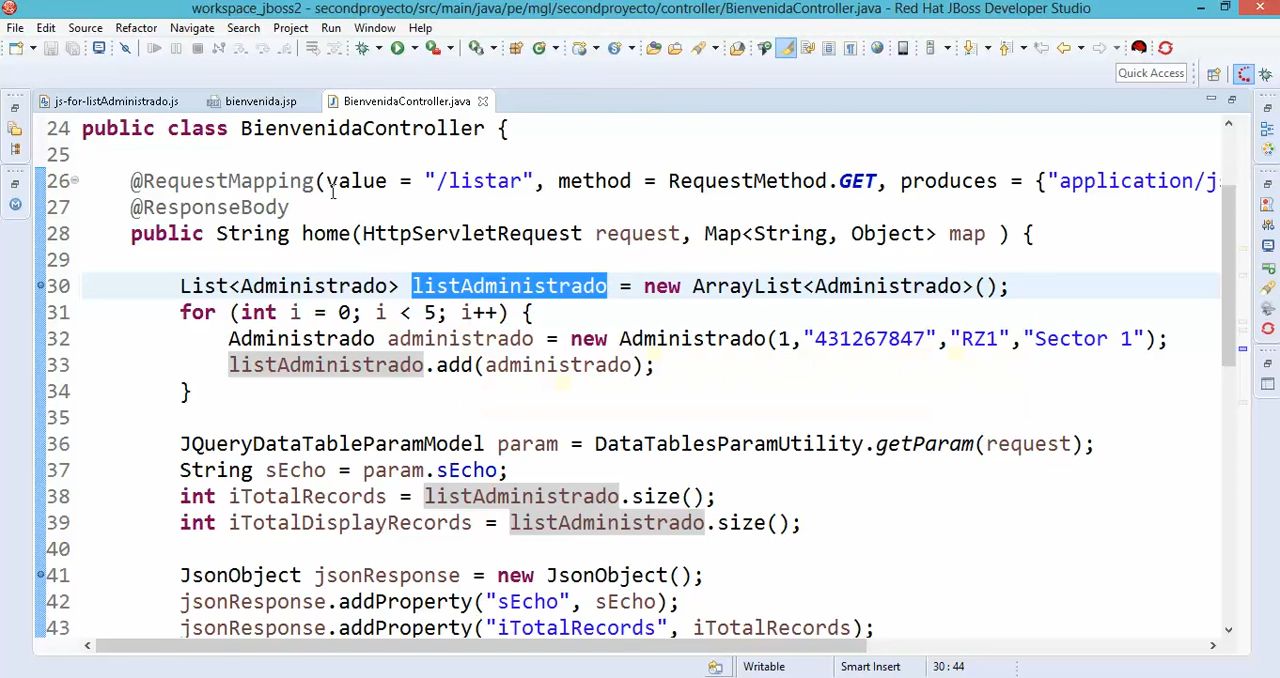 workspace_jboss2 - secondproyecto/src/main/java/pe/mgl/secondproyecto/controller/BienvenidaController.java - Red Hat JBoss Developer Studio
File Edit Source Refactor Navigate Search Project Run Window Help
Quick Access
js-for-listAdministrado.js bienvenida.jsp BienvenidaController.java
24 public class BienvenidaController {
25
26 @RequestMapping(value = "/listar", method = RequestMethod.GET, produces = {"application/js
27 @ResponseBody
28 public String home(HttpServletRequest request, Map<String, Object> map ) {
29
30 List<Administrado> listAdministrado = new ArrayList<Administrado>();
31 for (int i = 0; i < 5; i++) {
32 Administrado administrado = new Administrado(1,"431267847","RZ1","Sector 1");
33 listAdministrado.add(administrado);
34 }
35
36 JQueryDataTableParamModel param = DataTablesParamUtility.getParam(request);
37 String sEcho = param.sEcho;
38 int iTotalRecords = listAdministrado.size();
39 int iTotalDisplayRecords = listAdministrado.size();
40
41 JsonObject jsonResponse = new JsonObject();
42 jsonResponse.addProperty("sEcho", sEcho);
43 jsonResponse.addProperty("iTotalRecords", iTotalRecords);
Writable Smart Insert 30 : 44